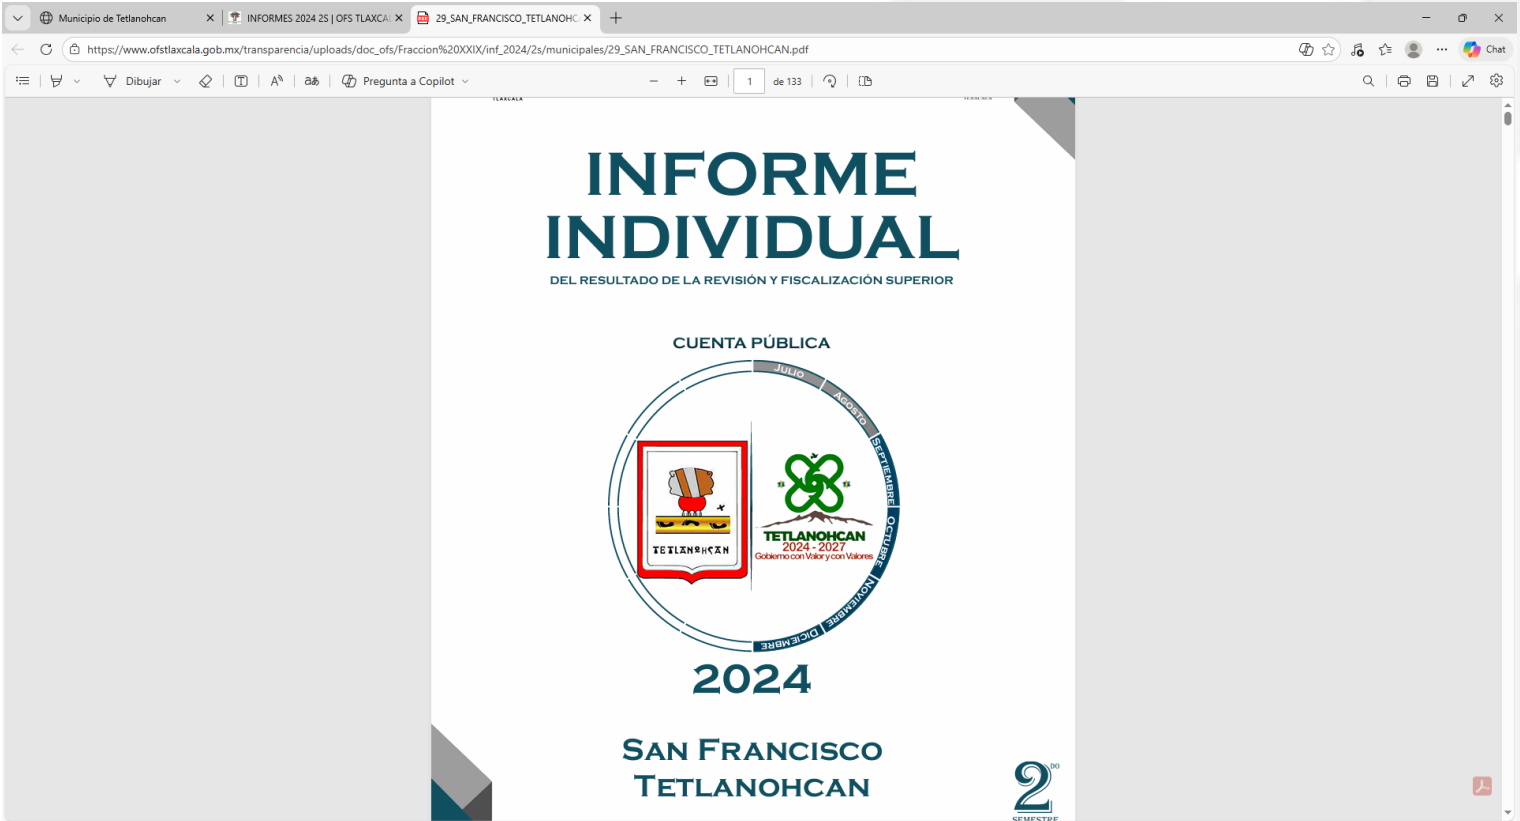 Municipio de Tetlanohcan
INFORMES 2024 2S | OFS TLAXCAL
29_SAN_FRANCISCO_TETLANOHC
https://www.ofstlaxcala.gob.mx/transparencia/uploads/doc_ofs/Fraccion%20XXIX/inf_2024/2s/municipales/29_SAN_FRANCISCO_TETLANOHCAN.pdf
Chat
Dibujar
Pregunta a Copilot
1
de 133
TLAXCALA
INFORME
INDIVIDUAL
DEL RESULTADO DE LA REVISIÓN Y FISCALIZACIÓN SUPERIOR
CUENTA PÚBLICA
JULIO
AGOSTO
SEPTIEMBRE
OCTUBRE
NOVIEMBRE
DICIEMBRE
TETLANOHCAN
TETLANOHCAN
2024 - 2027
Gobierno con Valor y con Valores
2024
SAN FRANCISCO
TETLANOHCAN
2DO
SEMESTRE